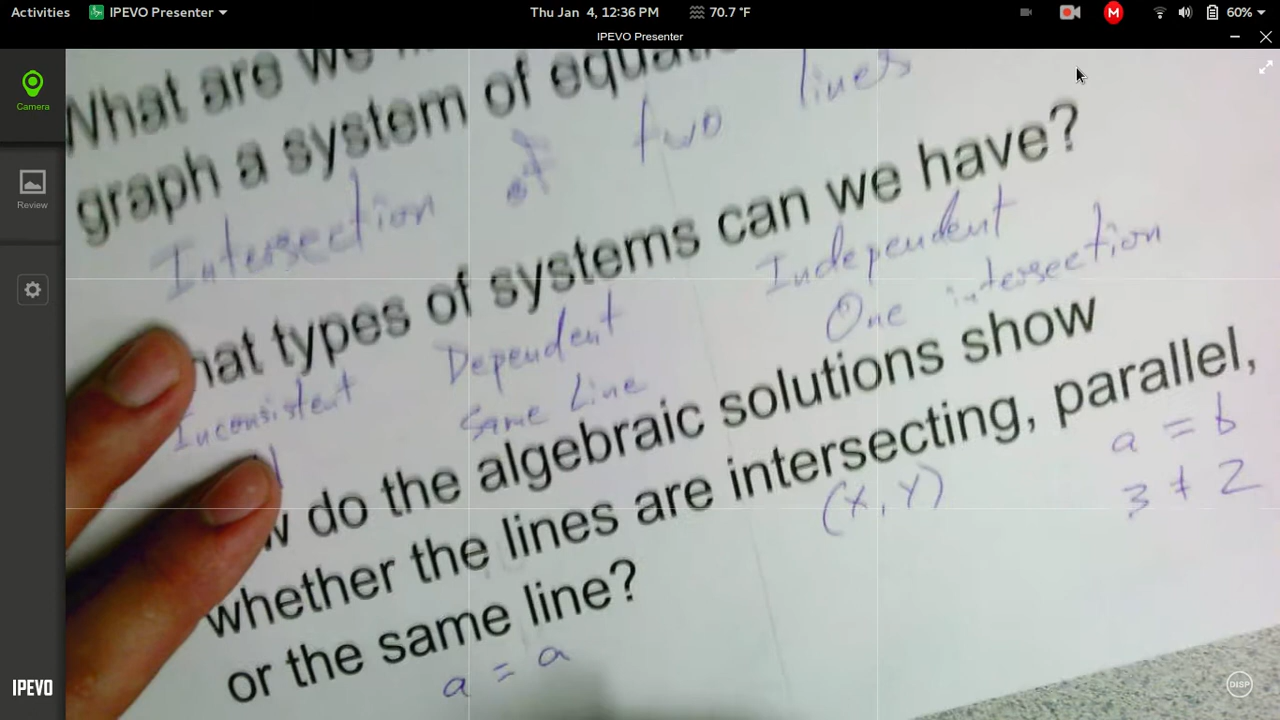 Activities IPEVO Presenter Thu Jan 4, 12:36 PM 70.7 °F M 60%
IPEVO Presenter
Camera
Review
IPEVO
DISP
What are we
graph a system of equati
lines
Intersection of two
hat types of systems can we have?
Inconsistent Dependent Independent
Same Line One intersection
w do the algebraic solutions show
whether the lines are intersecting, parallel,
(x, y) a = b
3 ≠ 2
or the same line?
a = a